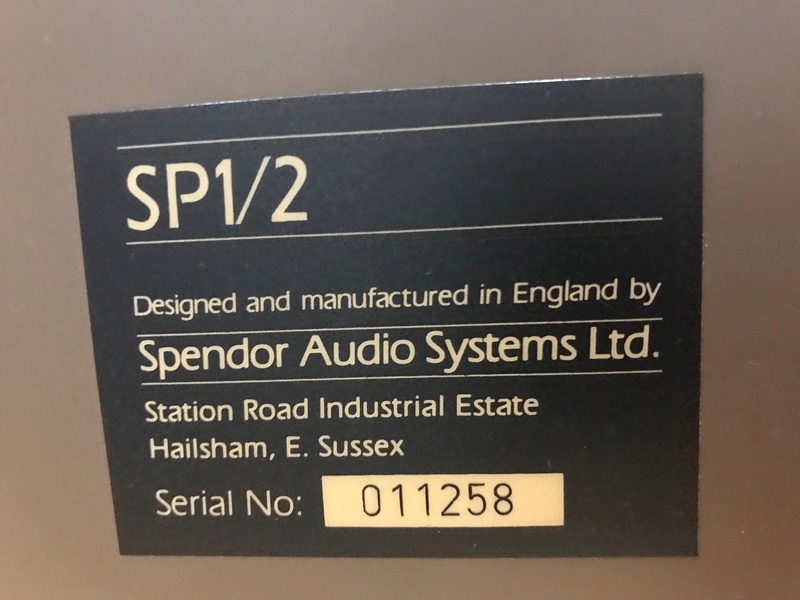 SP1/2
Designed and manufactured in England by
Spendor Audio Systems Ltd.
Station Road Industrial Estate
Hailsham, E. Sussex
Serial No: 011258